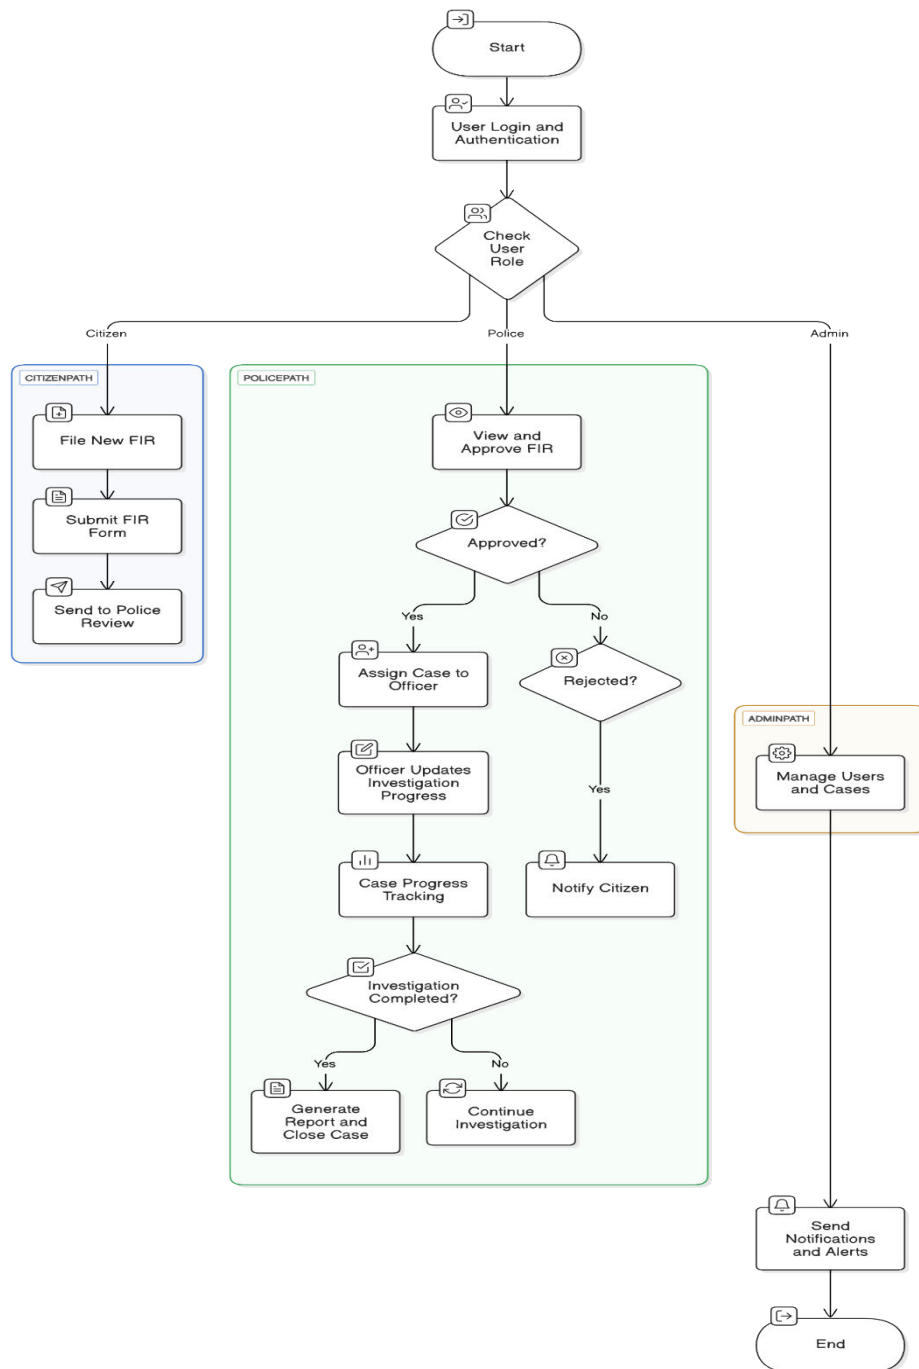 Start
User Login and
Authentication
Check
User
Role
Citizen
Police
Admin
CITIZENPATH
File New FIR
Submit FIR
Form
Send to Police
Review
POLICEPATH
View and
Approve FIR
Approved?
Yes
No
Assign Case to
Officer
Rejected?
Officer Updates
Investigation
Progress
Yes
Case Progress
Tracking
Notify Citizen
Investigation
Completed?
Yes
No
Generate
Report and
Close Case
Continue
Investigation
ADMINPATH
Manage Users
and Cases
Send
Notifications
and Alerts
End